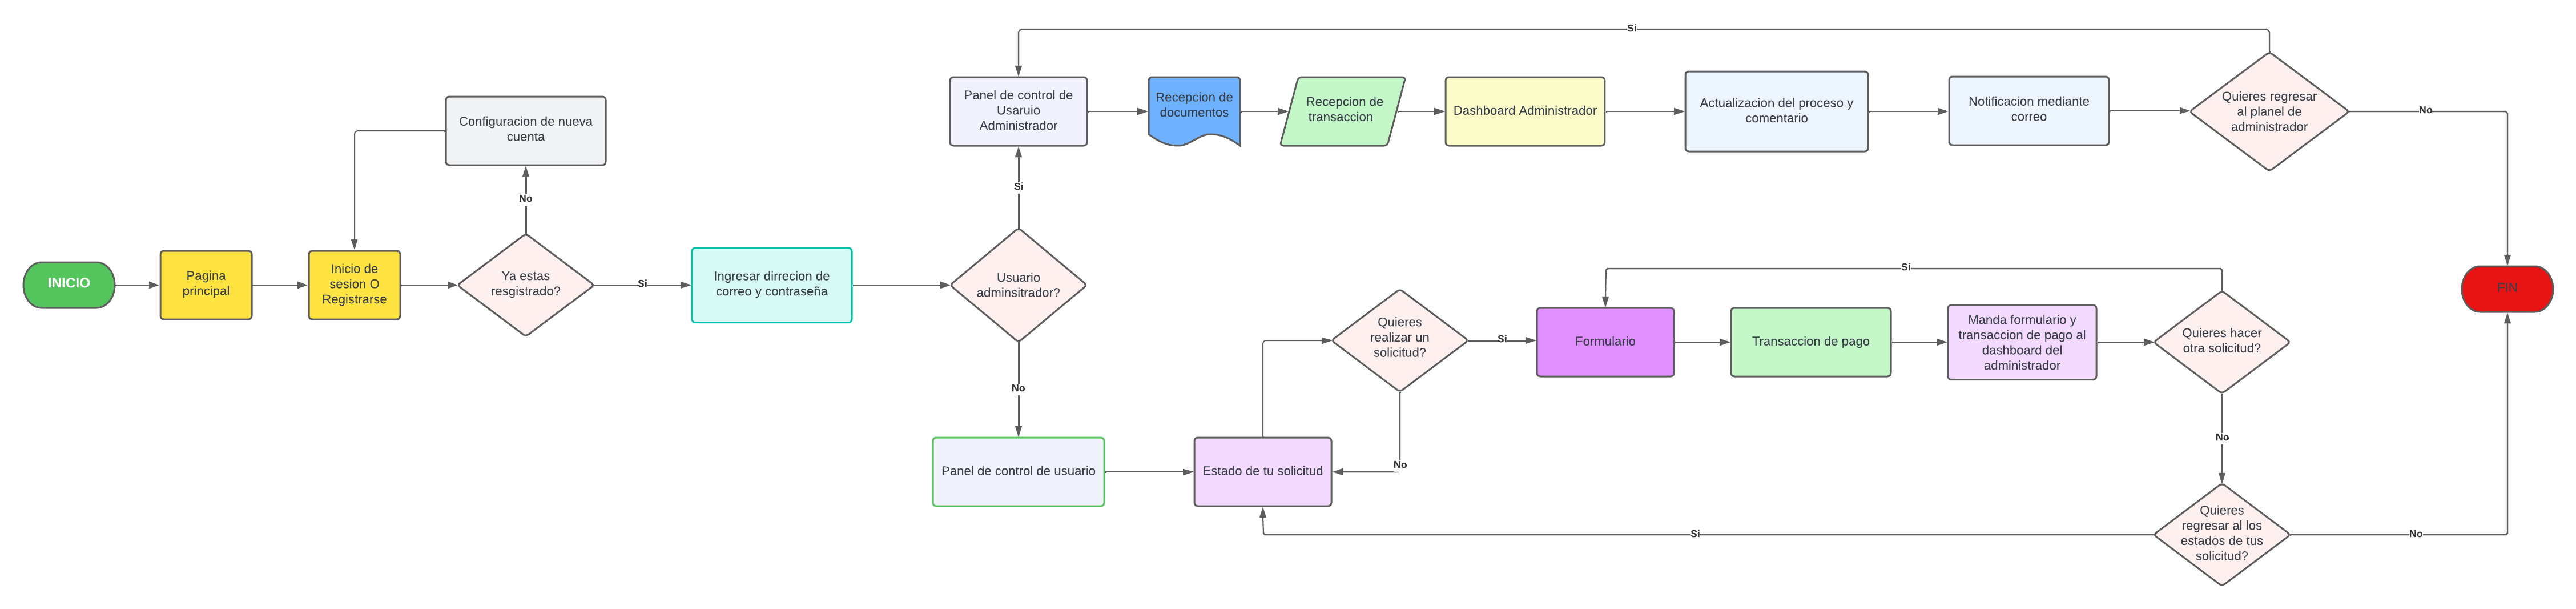 Si
Panel de control de
Usaruio
Administrador
Recepcion de
documentos
Recepcion de
transaccion
Dashboard Administrador
Actualizacion del proceso y
comentario
Notificacion mediante
correo
Quieres regresar
al planel de
administrador
No
Configuracion de nueva
cuenta
No
Si
INICIO
Pagina
principal
Inicio de
sesion O
Registrarse
Ya estas
resgistrado?
Si
Ingresar dirrecion de
correo y contraseña
Usuario
adminsitrador?
No
Si
FIN
Quieres
realizar un
solicitud?
Si
Formulario
Transaccion de pago
Manda formulario y
transaccion de pago al
dashboard del
administrador
Quieres hacer
otra solicitud?
No
No
Panel de control de usuario
Estado de tu solicitud
Si
Quieres
regresar al los
estados de tus
solicitud?
No